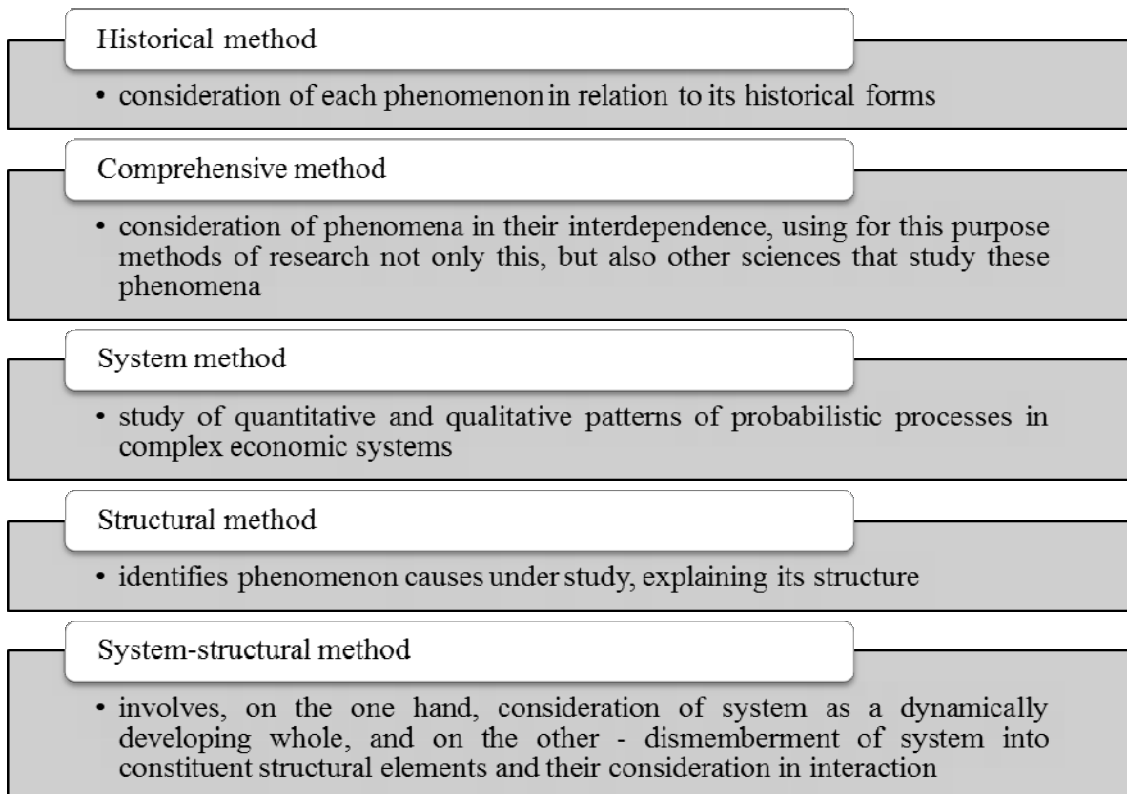 Historical method
• consideration of each phenomenon in relation to its historical forms
Comprehensive method
• consideration of phenomena in their interdependence, using for this purpose
methods of research not only this, but also other sciences that study these
phenomena
System method
• study of quantitative and qualitative patterns of probabilistic processes in
complex economic systems
Structural method
• identifies phenomenon causes under study, explaining its structure
System-structural method
• involves, on the one hand, consideration of system as a dynamically
developing whole, and on the other - dismemberment of system into
constituent structural elements and their consideration in interaction